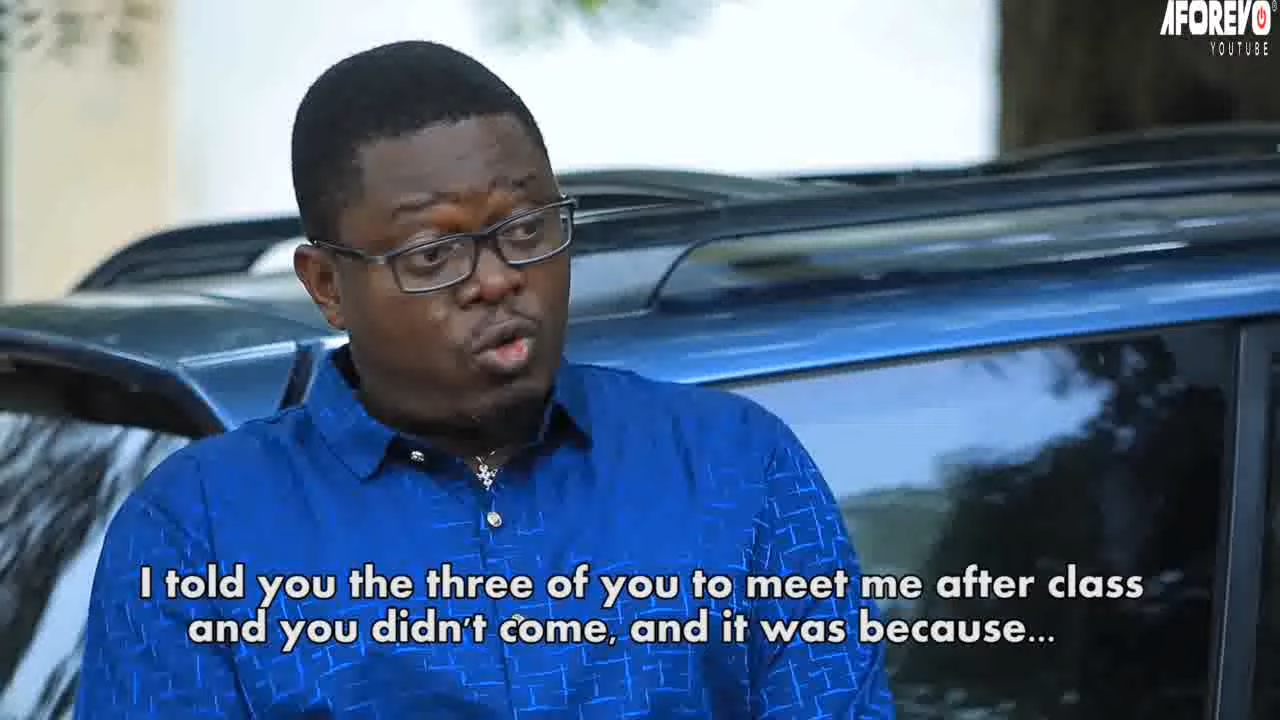 AFOREVO
YOUTUBE
I told you the three of you to meet me after class
and you didn't come, and it was because...